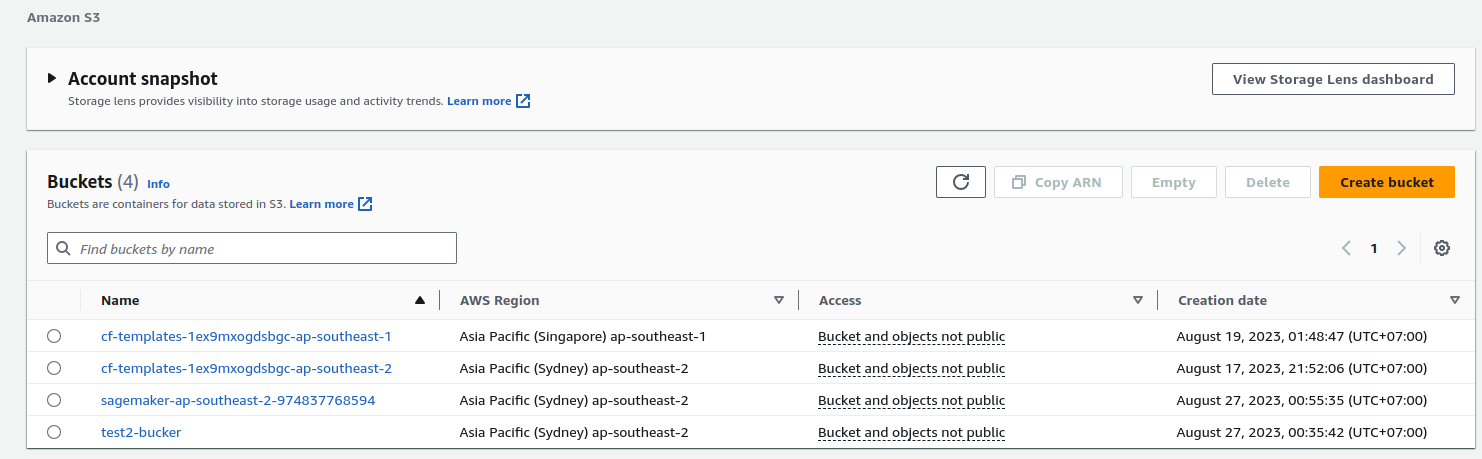 Amazon S3
Account snapshot
View Storage Lens dashboard
Storage lens provides visibility into storage usage and activity trends. Learn more
Buckets (4) Info
Copy ARN Empty Delete Create bucket
Buckets are containers for data stored in S3. Learn more
Find buckets by name
1
Name AWS Region Access Creation date
cf-templates-1ex9mxogdsbgc-ap-southeast-1 Asia Pacific (Singapore) ap-southeast-1 Bucket and objects not public August 19, 2023, 01:48:47 (UTC+07:00)
cf-templates-1ex9mxogdsbgc-ap-southeast-2 Asia Pacific (Sydney) ap-southeast-2 Bucket and objects not public August 17, 2023, 21:52:06 (UTC+07:00)
sagemaker-ap-southeast-2-974837768594 Asia Pacific (Sydney) ap-southeast-2 Bucket and objects not public August 27, 2023, 00:55:35 (UTC+07:00)
test2-bucker Asia Pacific (Sydney) ap-southeast-2 Bucket and objects not public August 27, 2023, 00:35:42 (UTC+07:00)